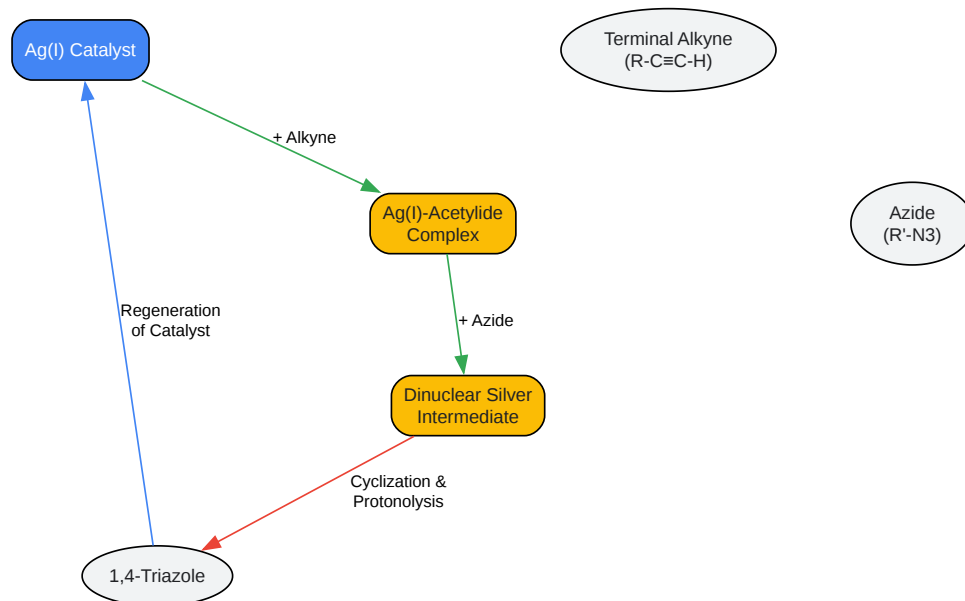 Ag(I) Catalyst
Terminal Alkyne
(R-C≡C-H)
+ Alkyne
Ag(I)-Acetylide
Complex
Azide
(R'-N3)
Regeneration
of Catalyst
+ Azide
Dinuclear Silver
Intermediate
Cyclization &
Protonolysis
1,4-Triazole